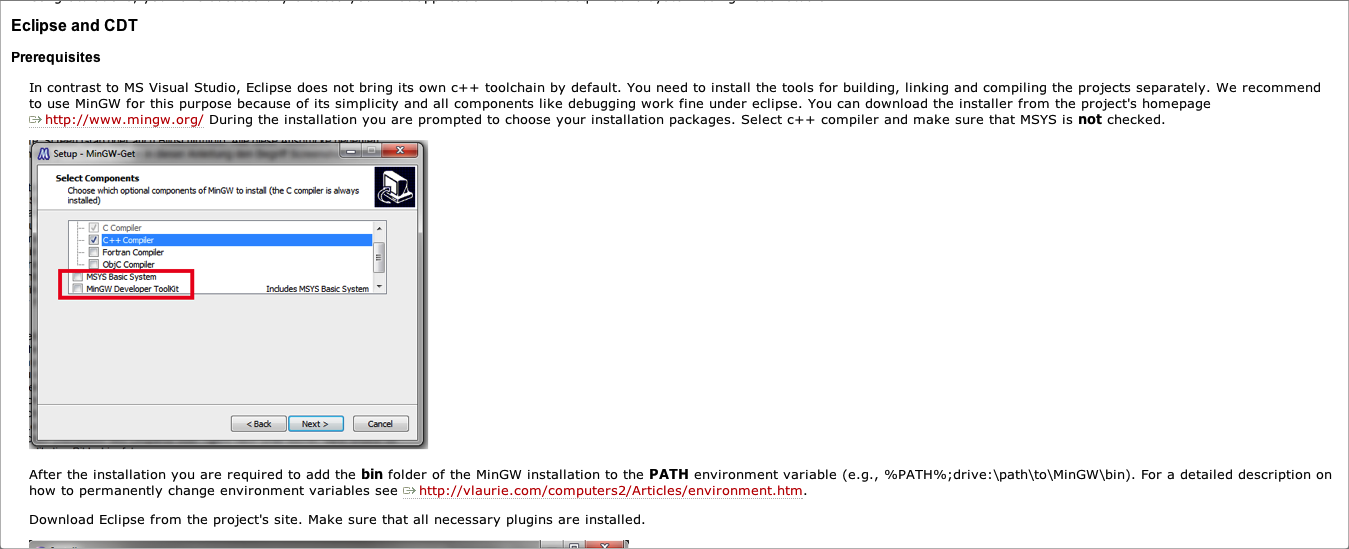 Eclipse and CDT
Prerequisites
In contrast to MS Visual Studio, Eclipse does not bring its own c++ toolchain by default. You need to install the tools for building, linking and compiling the projects separately. We recommend
to use MinGW for this purpose because of its simplicity and all components like debugging work fine under eclipse. You can download the installer from the project's homepage
http://www.mingw.org/ During the installation you are prompted to choose your installation packages. Select c++ compiler and make sure that MSYS is not checked.
Setup - MinGW-Get
Select Components
Choose which optional components of MinGW to install (the C compiler is always
installed)
C Compiler
C++ Compiler
Fortran Compiler
ObjC Compiler
MSYS Basic System
MinGW Developer ToolKit Includes MSYS Basic System
< Back Next > Cancel
After the installation you are required to add the bin folder of the MinGW installation to the PATH environment variable (e.g., %PATH%;drive:\path\to\MinGW\bin). For a detailed description on
how to permanently change environment variables see http://vlaurie.com/computers2/Articles/environment.htm.
Download Eclipse from the project's site. Make sure that all necessary plugins are installed.